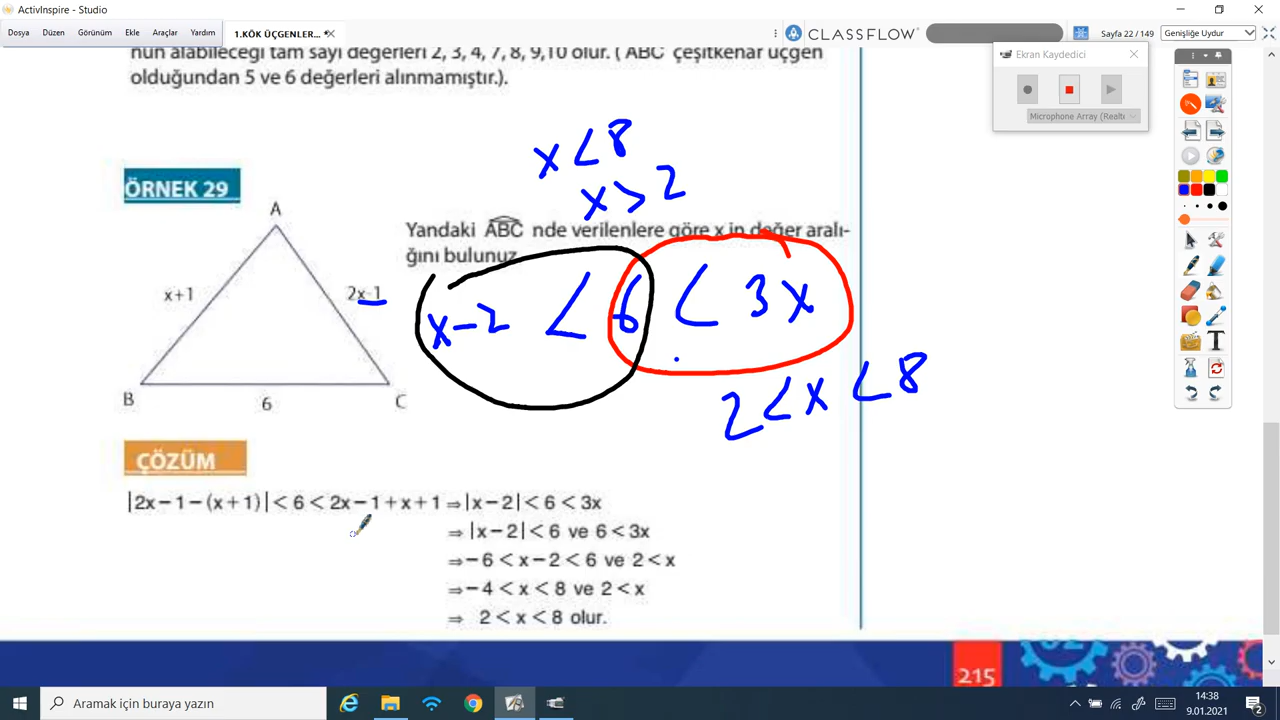 ActivInspire - Studio
Dosya Düzen Görünüm Ekle Araçlar Yardım
1.KÖK ÜÇGENLER...
CLASSFLOW
Sayfa 22 / 149
Genişliğe Uydur
Ekran Kaydedici
Microphone Array (Realte
nun alabileceği tam sayı değerleri 2, 3, 4, 7, 8, 9,10 olur. ( ABC çeşitkenar üçgen
olduğundan 5 ve 6 değerleri alınmamıştır.).
x < 8
x > 2
ÖRNEK 29
A
x+1
2x-1
B
6
C
Yandaki ABC nde verilenlere göre x in değer aralı-
ğını bulunuz
x-2 < 6 < 3x
2 < x < 8
ÇÖZÜM
|2x-1-(x+1)|<6<2x-1+x+1⇒|x-2|<6<3x
⇒|x-2|<6 ve 6<3x
⇒-6<x-2<6 ve 2<x
⇒-4<x<8 ve 2<x
⇒ 2<x<8 olur.
215
Aramak için buraya yazın
14:38
9.01.2021
2